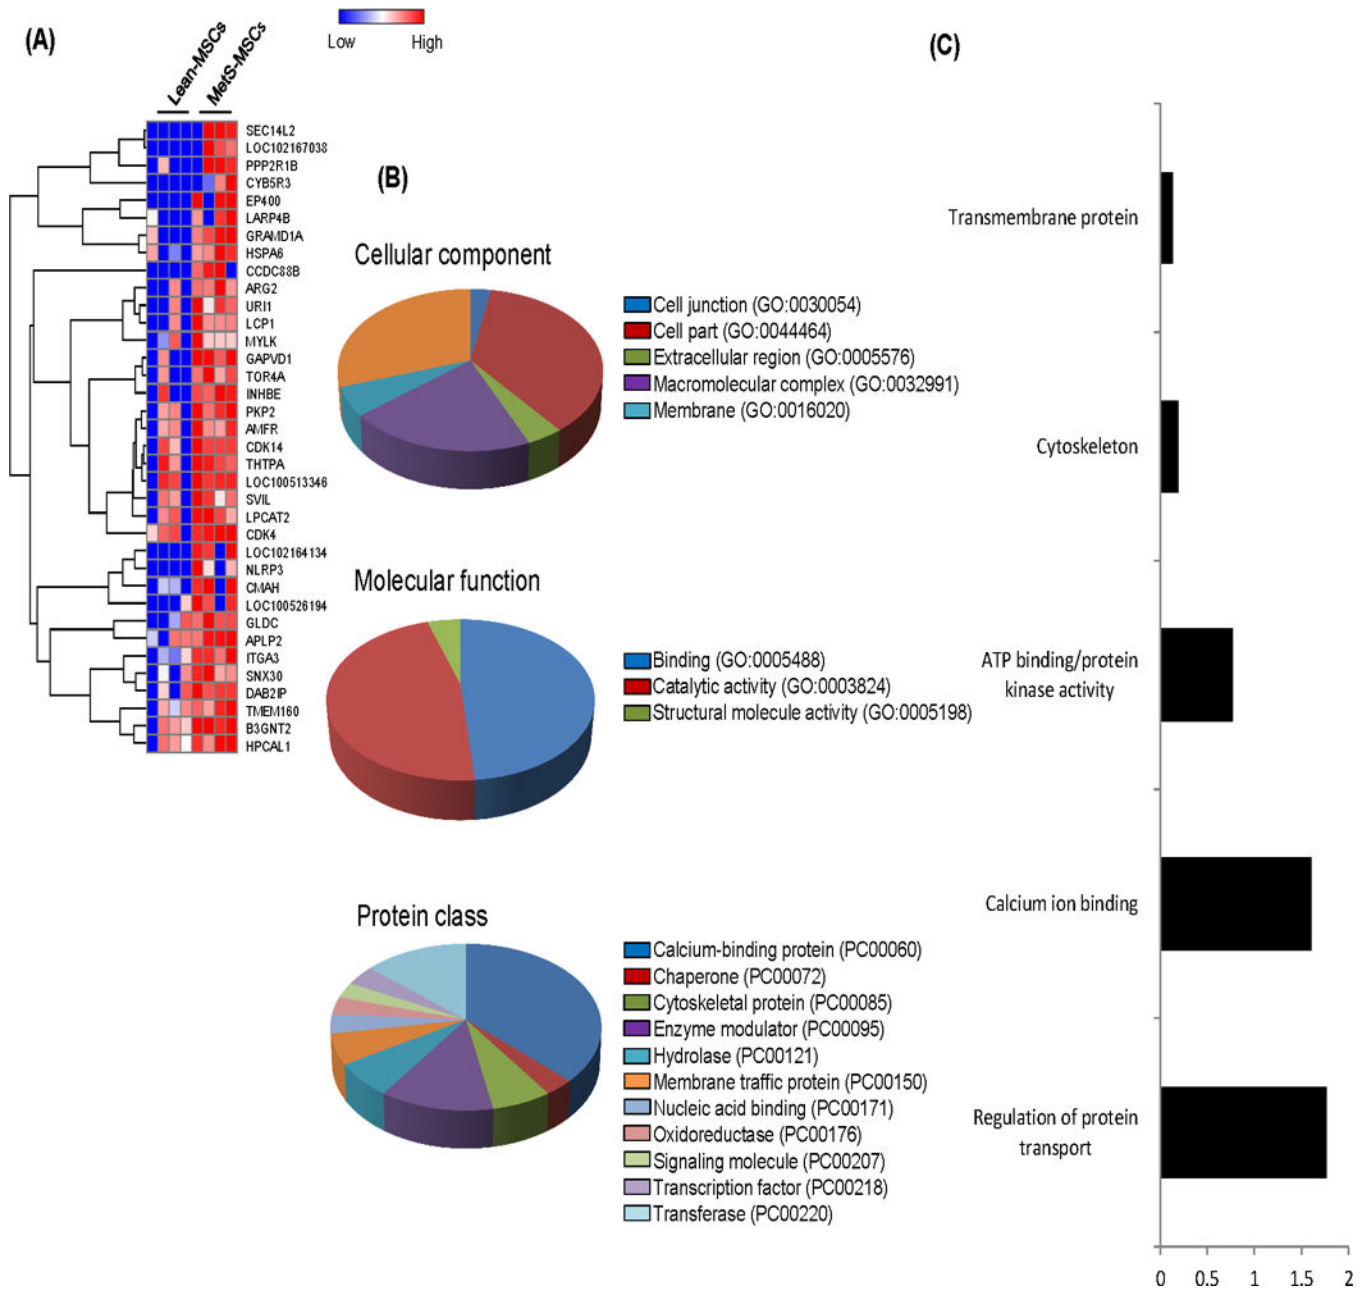 (A)
Lean-MSCs
MetS-MSCs
Low
High
SEC14L2
LOC102167038
PPP2R1B
CYB5R3
EP400
LARP4B
GRAMD1A
HSPA6
CCDC88B
ARG2
URI1
LCP1
MYLK
GAPVD1
TOR4A
INHBE
PKP2
AMFR
CDK14
THTPA
LOC100513346
SVIL
LPCAT2
CDK4
LOC102164134
NLRP3
CMAH
LOC100526194
GLDC
APLP2
ITGA3
SNX30
DAB2IP
TMEM160
B3GNT2
HPCAL1
(B)
Cellular component
Cell junction (GO:0030054)
Cell part (GO:0044464)
Extracellular region (GO:0005576)
Macromolecular complex (GO:0032991)
Membrane (GO:0016020)
Molecular function
Binding (GO:0005488)
Catalytic activity (GO:0003824)
Structural molecule activity (GO:0005198)
Protein class
Calcium-binding protein (PC00060)
Chaperone (PC00072)
Cytoskeletal protein (PC00085)
Enzyme modulator (PC00095)
Hydrolase (PC00121)
Membrane traffic protein (PC00150)
Nucleic acid binding (PC00171)
Oxidoreductase (PC00176)
Signaling molecule (PC00207)
Transcription factor (PC00218)
Transferase (PC00220)
(C)
Transmembrane protein
Cytoskeleton
ATP binding/protein
kinase activity
Calcium ion binding
Regulation of protein
transport
0 0.5 1 1.5 2